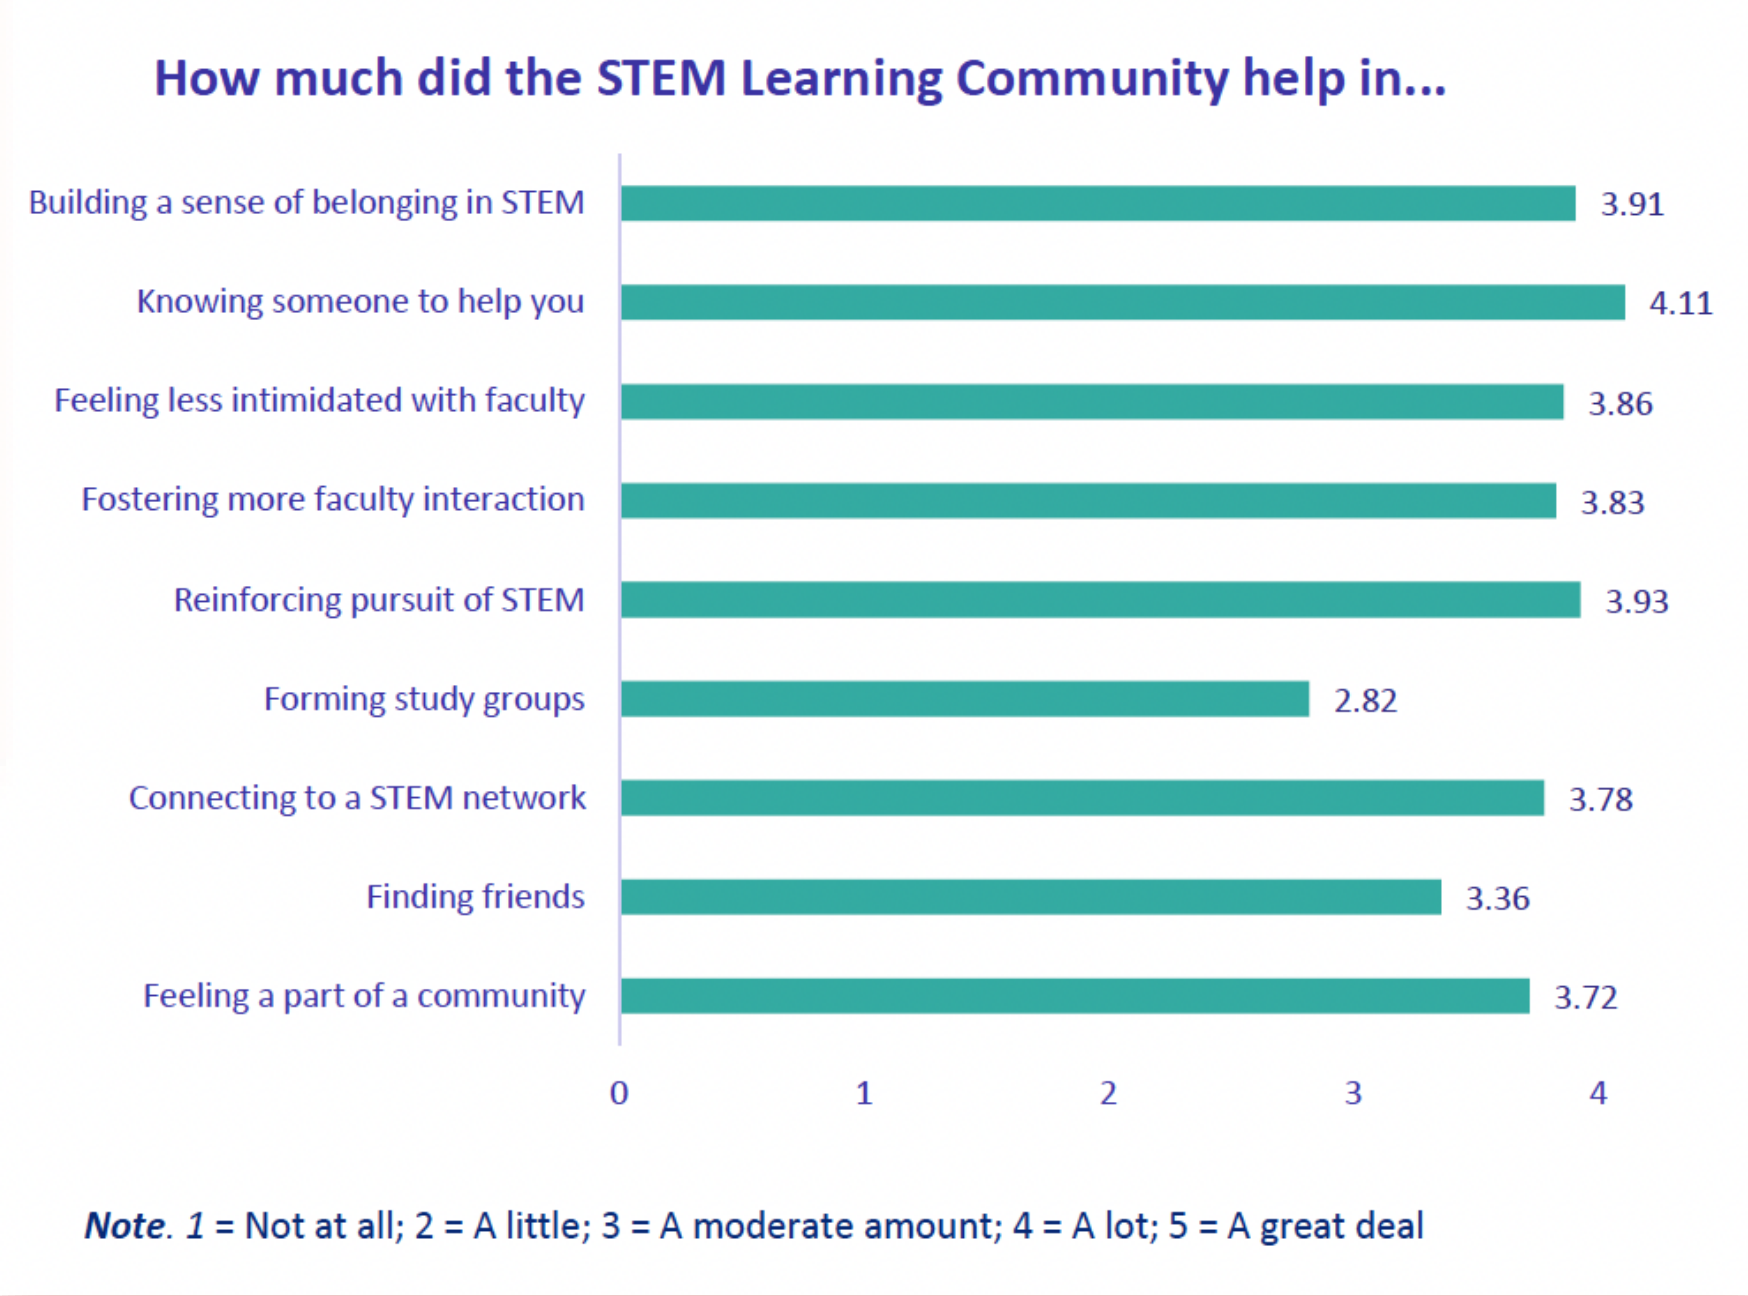 How much did the STEM Learning Community help in...
Building a sense of belonging in STEM 3.91
Knowing someone to help you 4.11
Feeling less intimidated with faculty 3.86
Fostering more faculty interaction 3.83
Reinforcing pursuit of STEM 3.93
Forming study groups 2.82
Connecting to a STEM network 3.78
Finding friends 3.36
Feeling a part of a community 3.72
0 1 2 3 4
Note. 1 = Not at all; 2 = A little; 3 = A moderate amount; 4 = A lot; 5 = A great deal